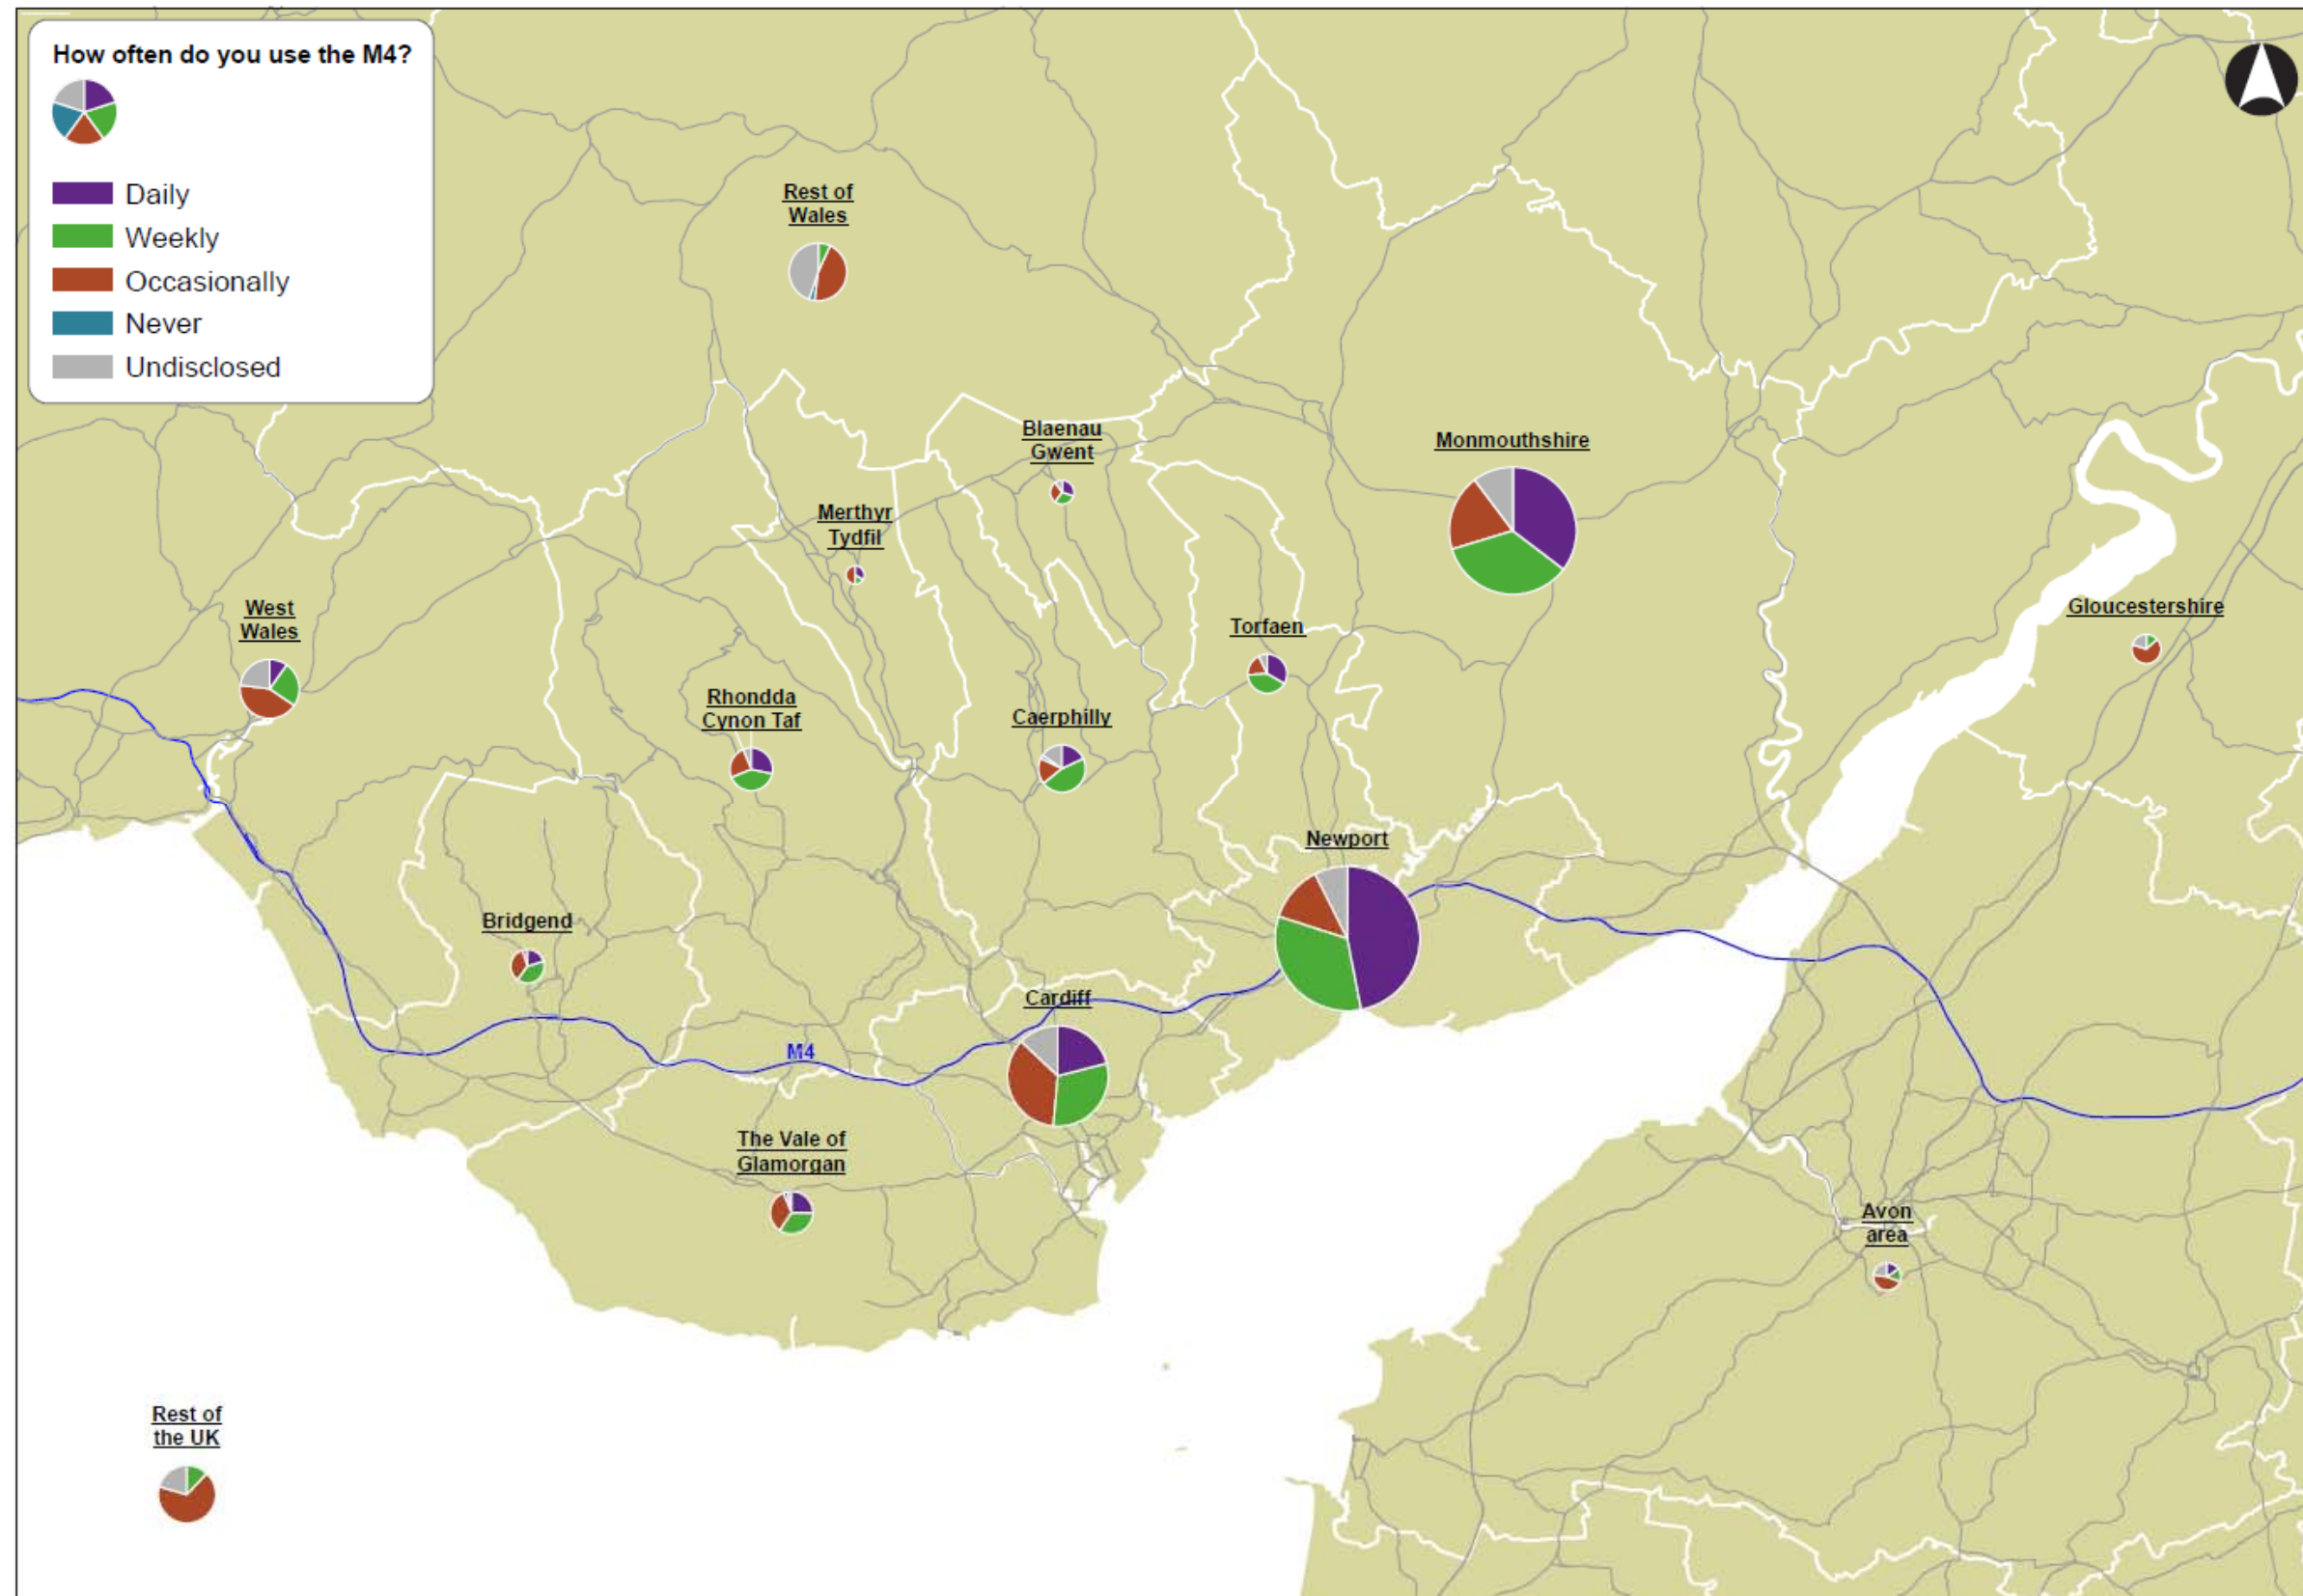 How often do you use the M4?
Daily
Weekly
Occasionally
Never
Undisclosed
Rest of
Wales
Blaenau
Gwent
Monmouthshire
Merthyr
Tydfil
West
Wales
Gloucestershire
Torfaen
Rhondda
Cynon Taf
Caerphilly
Newport
Bridgend
Cardiff
M4
The Vale of
Glamorgan
Avon
area
Rest of
the UK